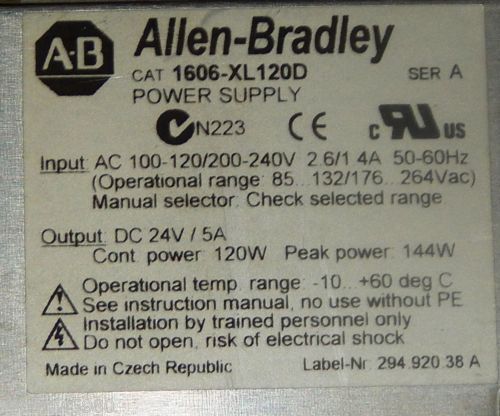 A-B Allen-Bradley
CAT 1606-XL120D SER A
POWER SUPPLY
N223 CE c UR US
Input: AC 100-120/200-240V 2.6/1.4A 50-60Hz
(Operational range: 85...132/176...264Vac)
Manual selector. Check selected range
Output: DC 24V / 5A
Cont. power: 120W Peak power: 144W
Operational temp. range: -10...+60 deg C
See instruction manual, no use without PE
Installation by trained personnel only
Do not open, risk of electrical shock
Made in Czech Republic Label-Nr. 294.920.38 A